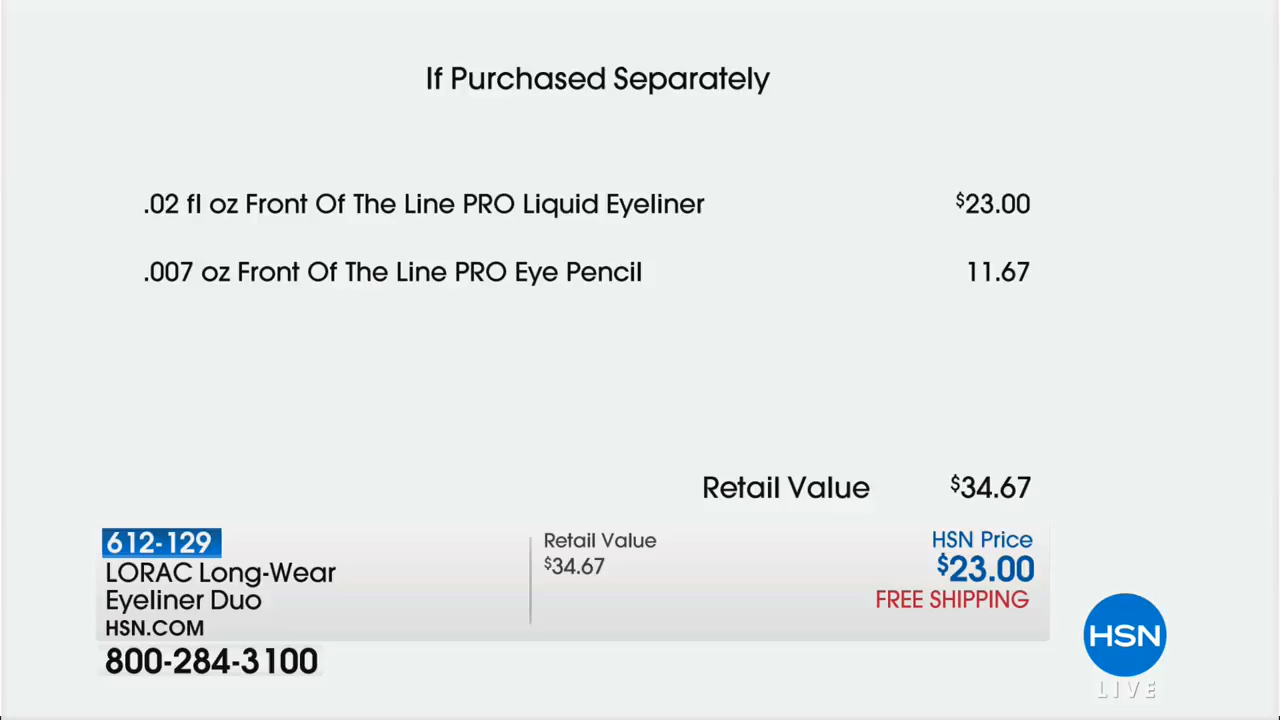 If Purchased Separately
.02 fl oz Front Of The Line PRO Liquid Eyeliner $23.00
.007 oz Front Of The Line PRO Eye Pencil 11.67
Retail Value $34.67
612-129
LORAC Long-Wear
Eyeliner Duo
HSN.COM
800-284-3100
Retail Value
$34.67
HSN Price
$23.00
FREE SHIPPING
HSN
LIVE